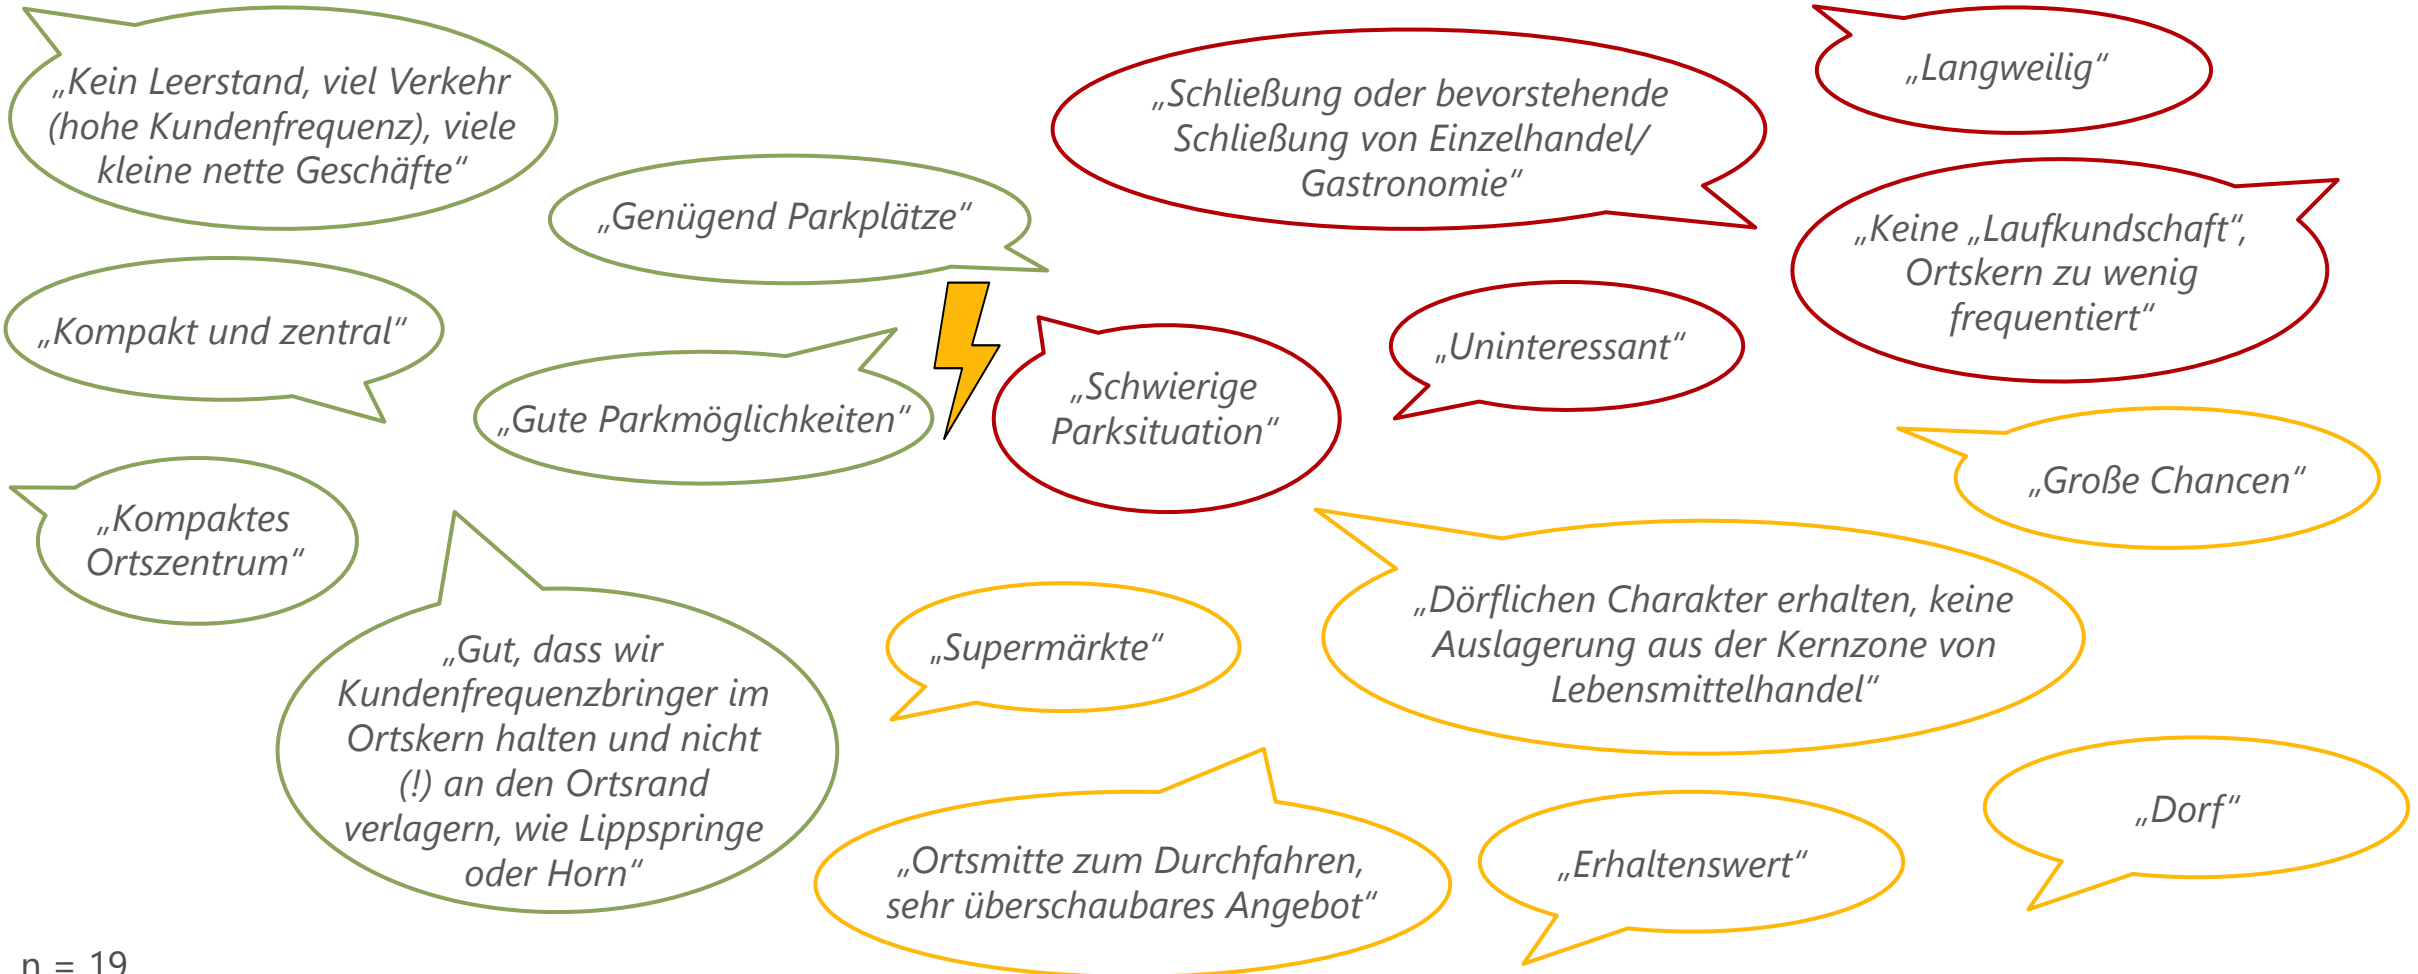 „Kein Leerstand, viel Verkehr
(hohe Kundenfrequenz), viele
kleine nette Geschäfte“
„Genügend Parkplätze“
„Kompakt und zentral“
„Gute Parkmöglichkeiten“
„Kompaktes
Ortszentrum“
„Gut, dass wir
Kundenfrequenzbringer im
Ortskern halten und nicht
(!) an den Ortsrand
verlagern, wie Lippspringe
oder Horn“
„Schließung oder bevorstehende
Schließung von Einzelhandel/
Gastronomie“
„Langweilig“
„Keine „Laufkundschaft“,
Ortskern zu wenig
frequentiert“
„Uninteressant“
„Schwierige
Parksituation“
„Große Chancen“
„Dörflichen Charakter erhalten, keine
Auslagerung aus der Kernzone von
Lebensmittelhandel“
„Supermärkte“
„Ortsmitte zum Durchfahren,
sehr überschaubares Angebot“
„Erhaltenswert“
„Dorf“
n = 19